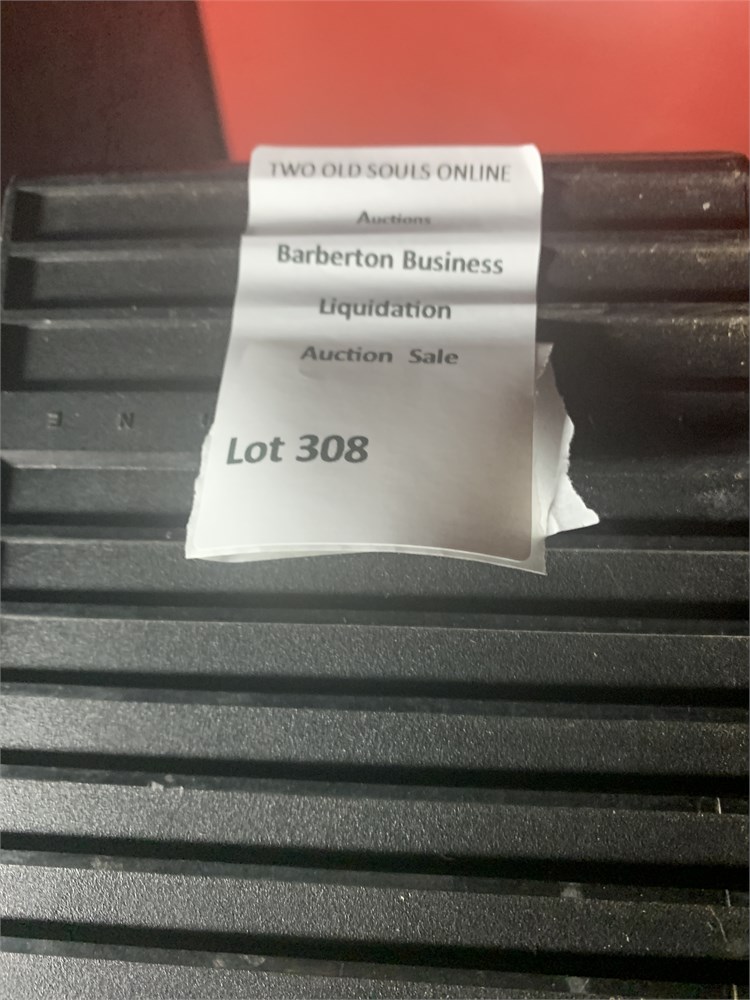 TWO OLD SOULS ONLINE
Auctions
Barberton Business
Liquidation
Auction Sale
Lot 308